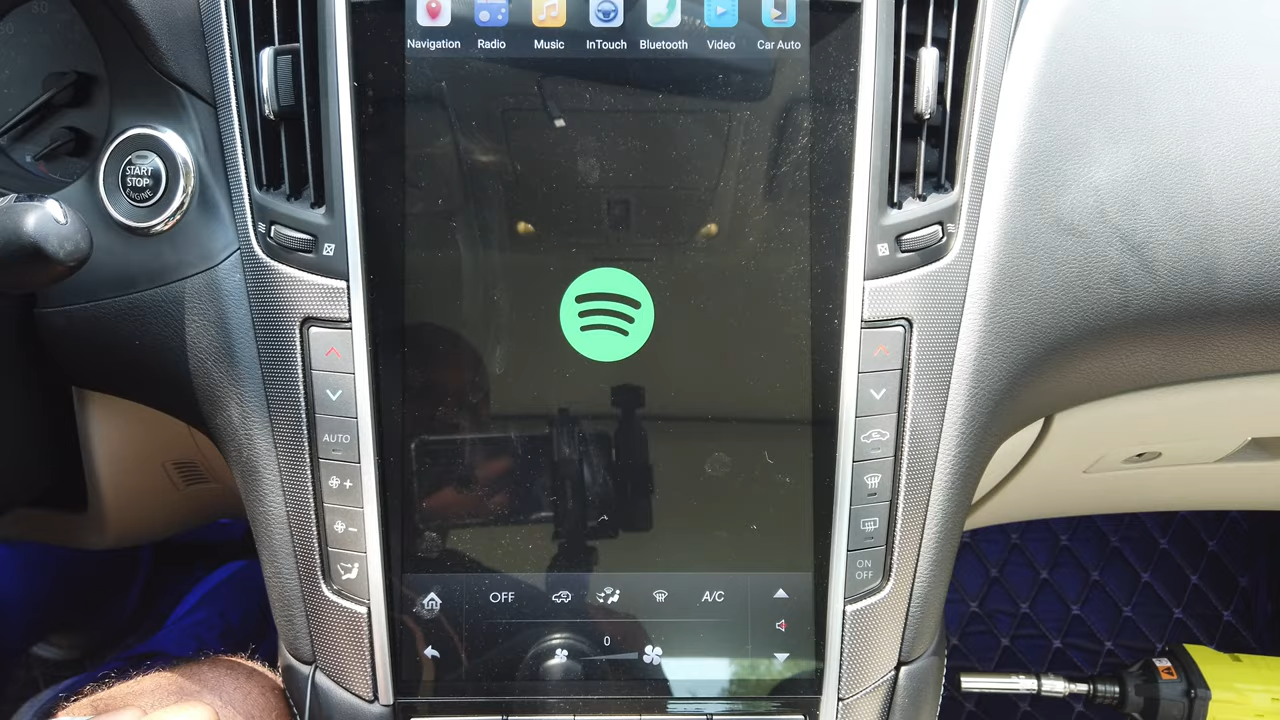 Navigation Radio Music InTouch Bluetooth Video Car Auto
START
STOP
ENGINE
AUTO
ON
OFF
OFF A/C
0